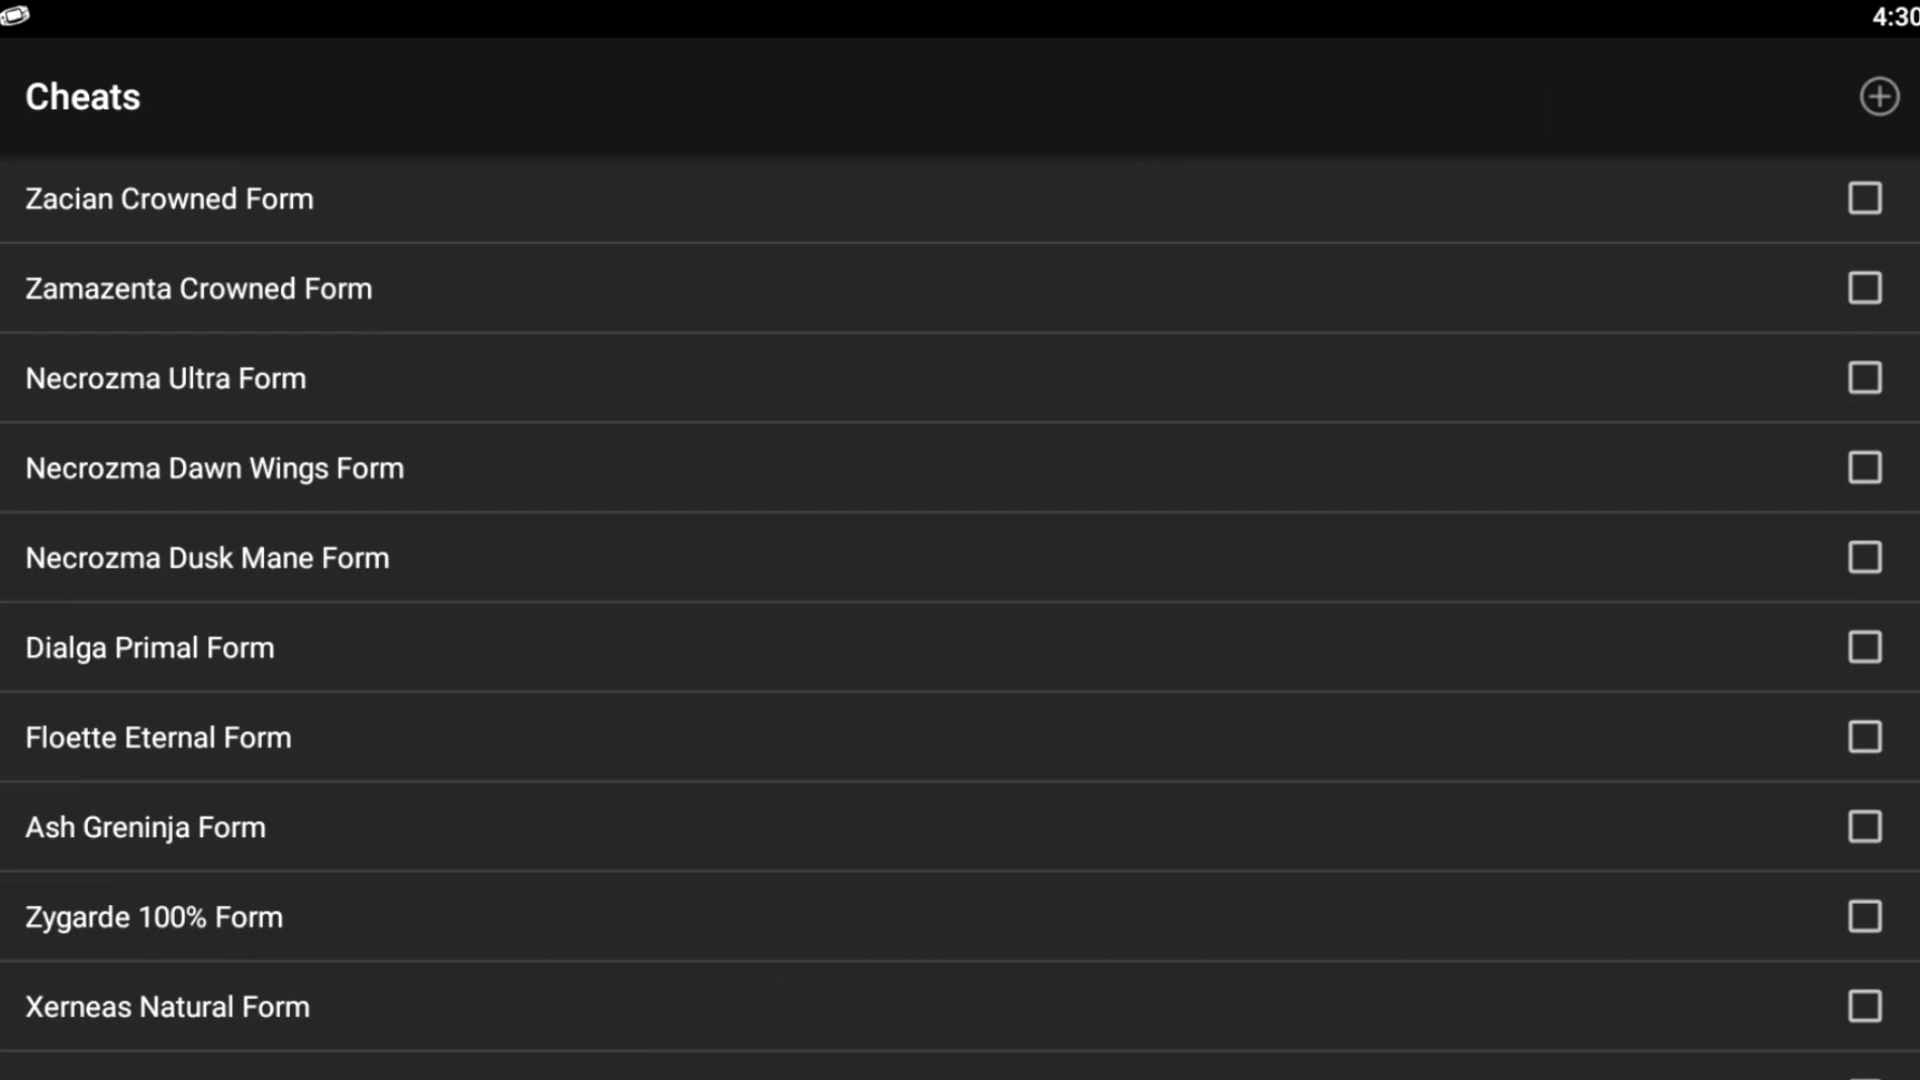 4:30
Cheats
Zacian Crowned Form
Zamazenta Crowned Form
Necrozma Ultra Form
Necrozma Dawn Wings Form
Necrozma Dusk Mane Form
Dialga Primal Form
Floette Eternal Form
Ash Greninja Form
Zygarde 100% Form
Xerneas Natural Form